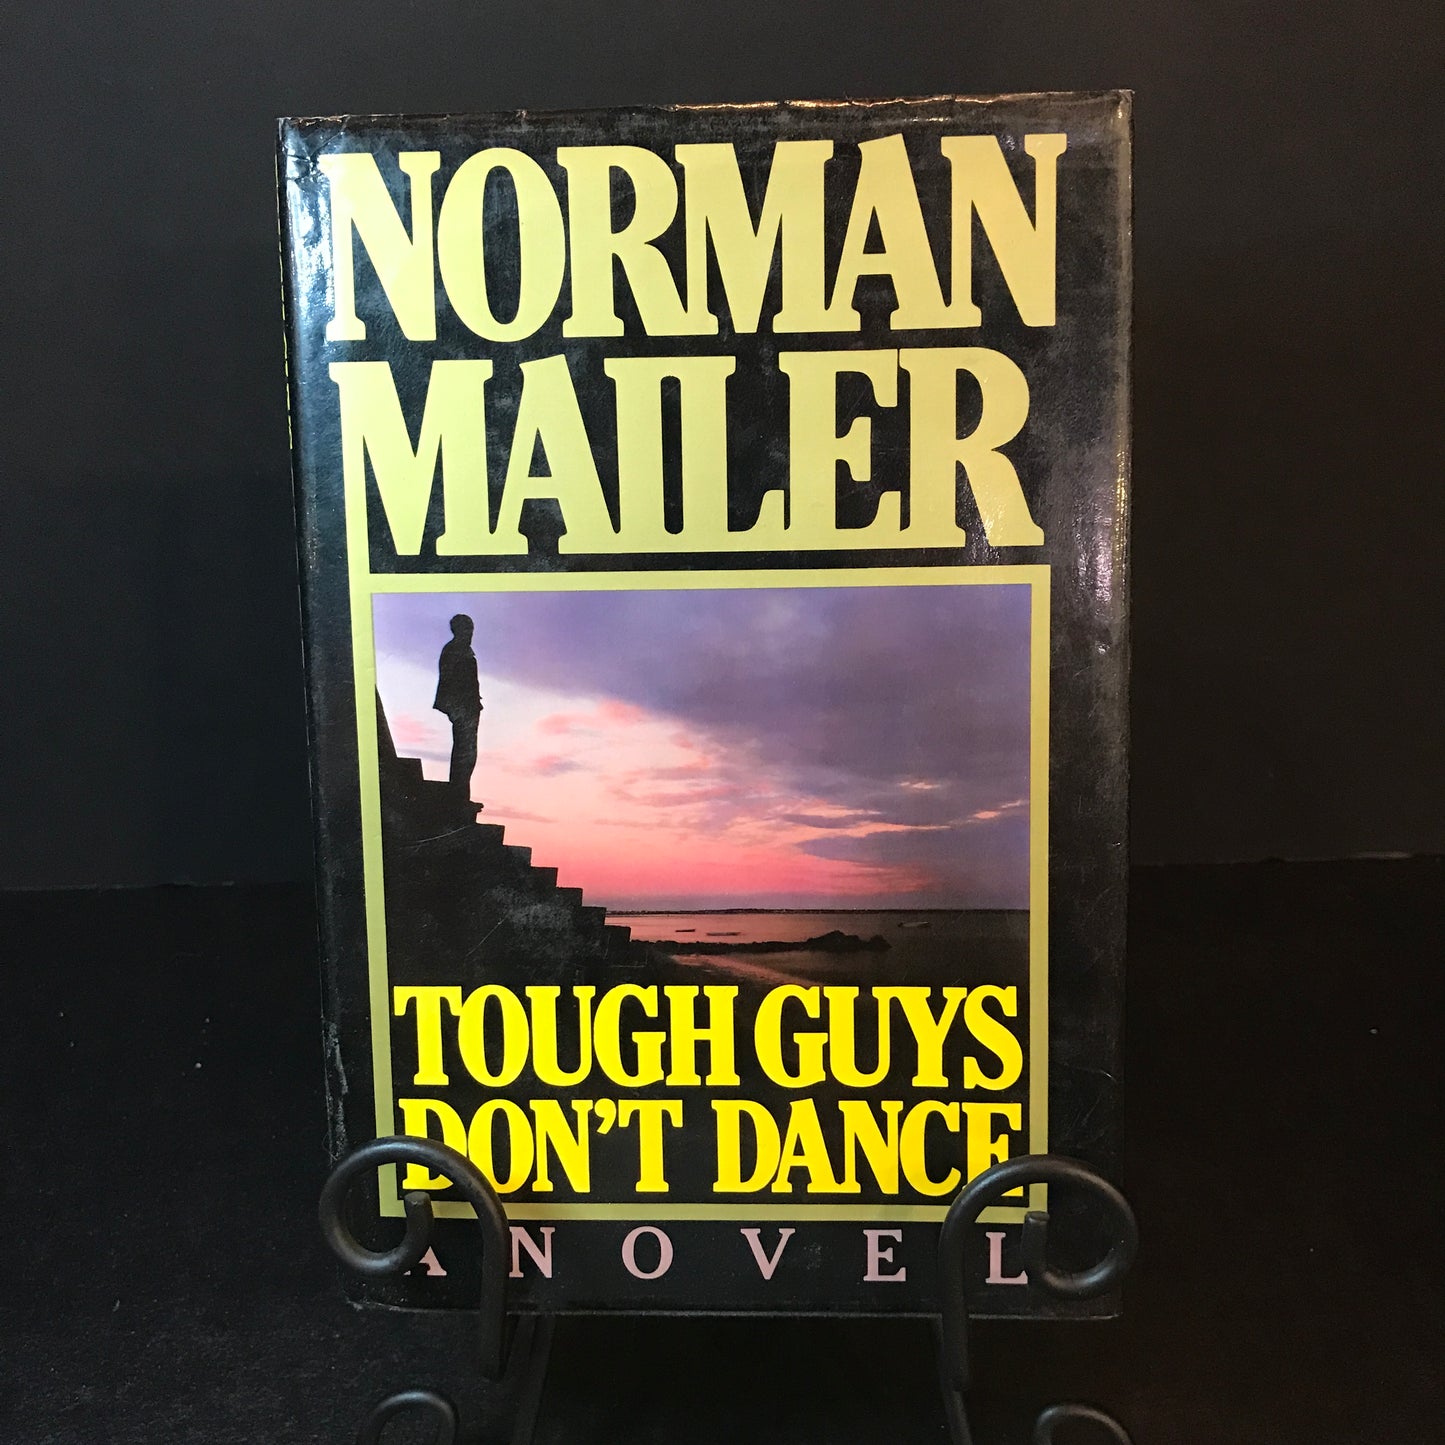 NORMAN
MAILER
TOUGH GUYS
DON'T DANCE
A NOVEL